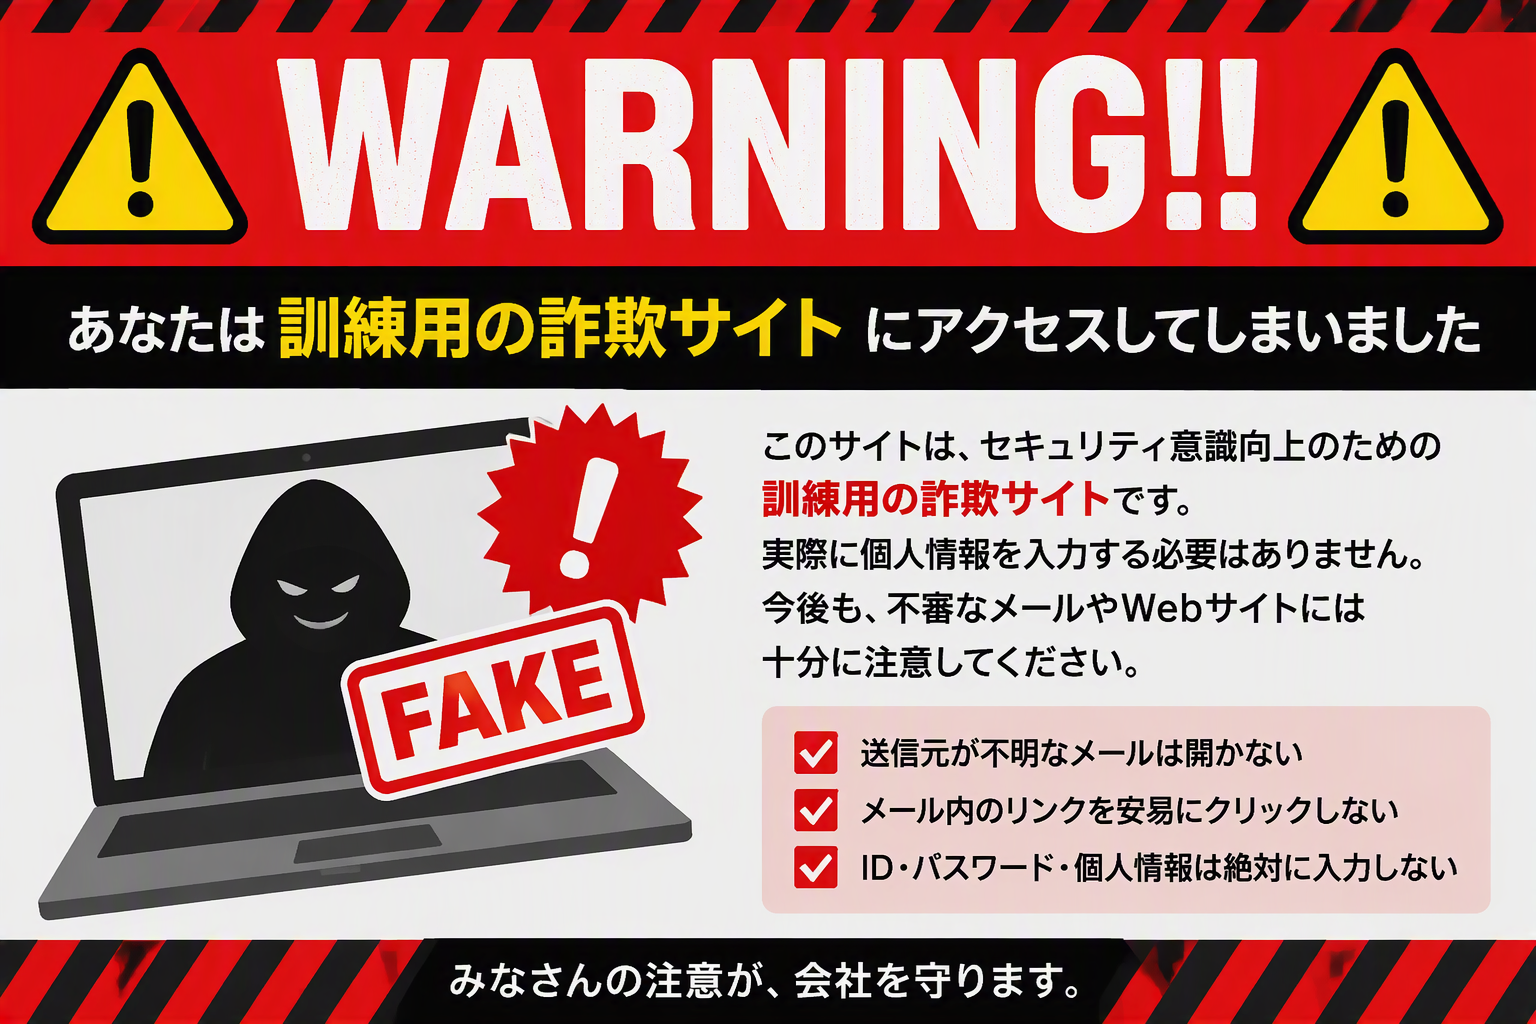 WARNING!!
あなたは 訓練用の詐欺サイト にアクセスしてしまいました
FAKE
このサイトは、セキュリティ意識向上のための
訓練用の詐欺サイトです。
実際に個人情報を入力する必要はありません。
今後も、不審なメールやWebサイトには
十分に注意してください。
送信元が不明なメールは開かない
メール内のリンクを安易にクリックしない
ID・パスワード・個人情報は絶対に入力しない
みなさんの注意が、会社を守ります。